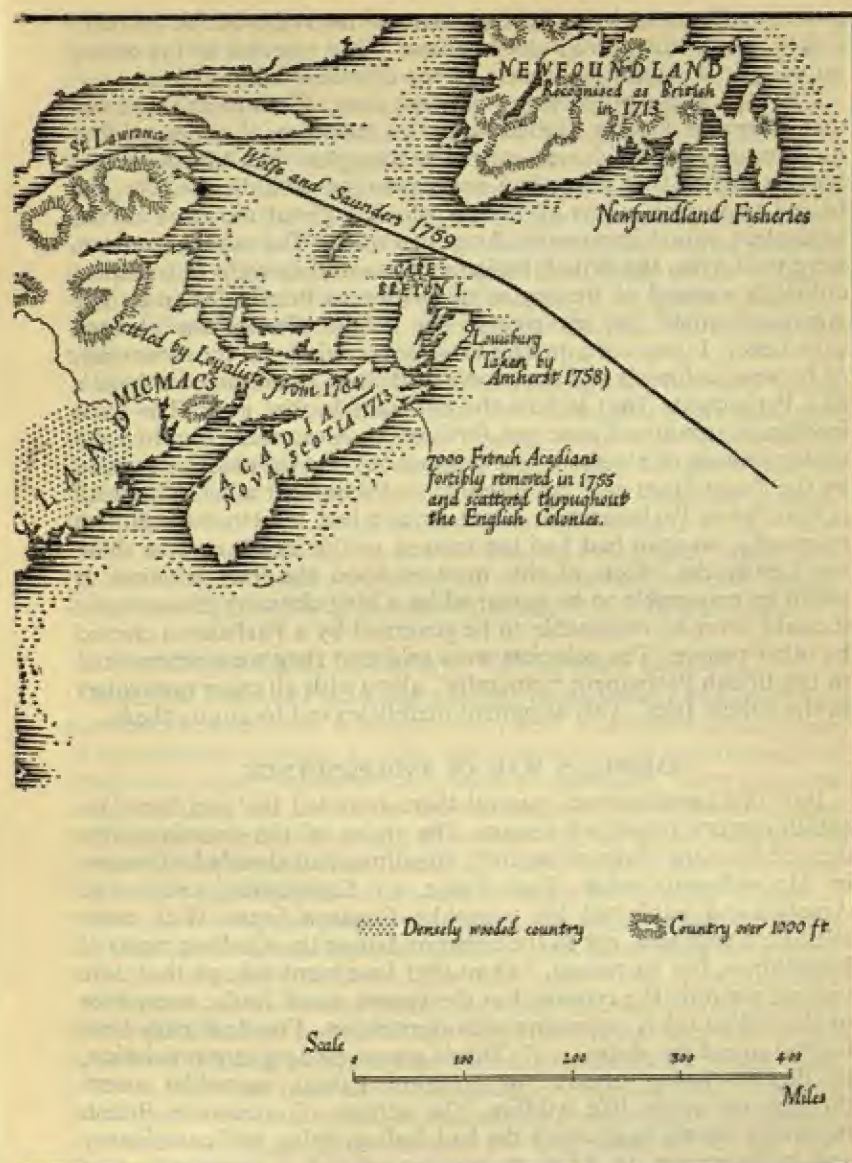 NEWFOUNDLAND
Recognised as British
in 1713
R. St Lawrence
Wolfe and Saunders 1759
Newfoundland Fisheries
CAPE
BRETON I.
Louisburg
(Taken by
Amherst 1758)
Settled by Loyalists from 1784
MICMACS
ACADIA
NOVA SCOTIA 1713
GLAND
7000 French Acadians
forcibly removed in 1755
and scattered throughout
the English Colonies.
Densely wooded country
Country over 1000 ft.
Scale
0 100 200 300 400
Miles